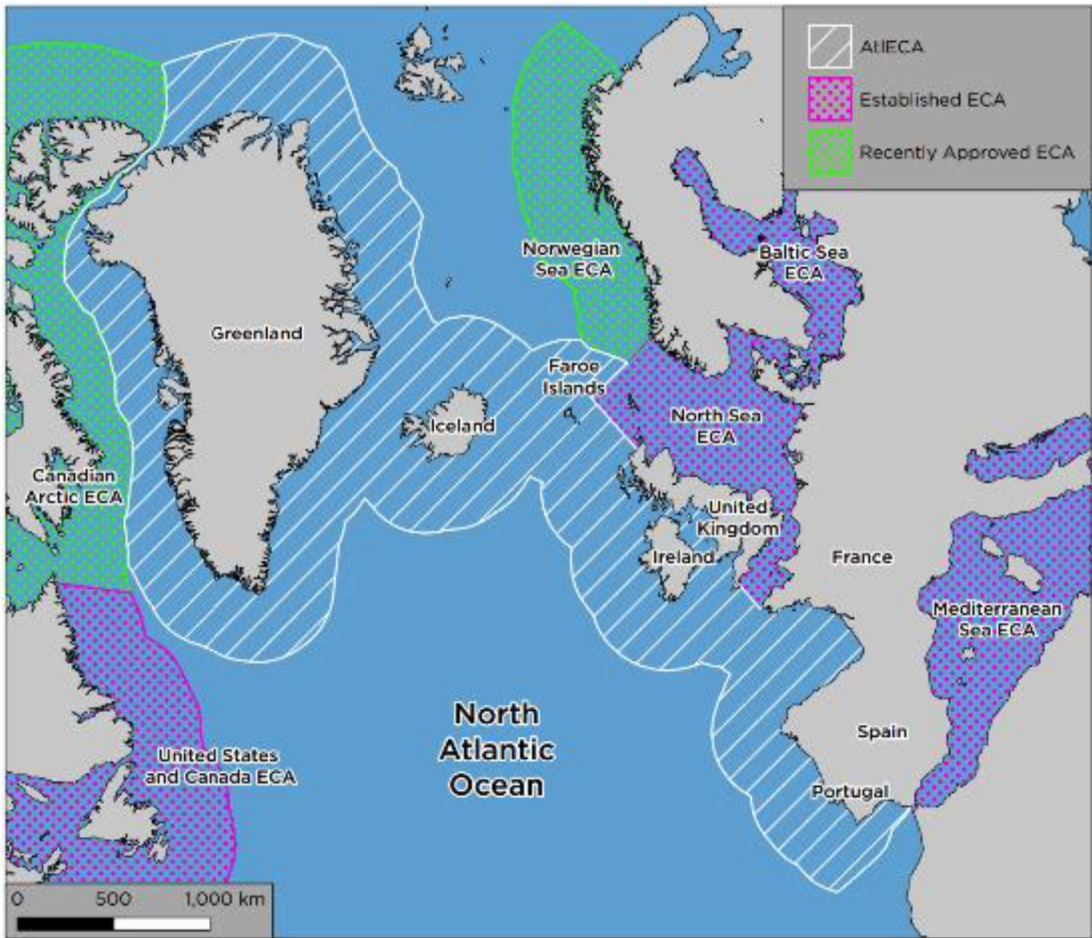 AtlECA
Established ECA
Recently Approved ECA
Norwegian
Sea ECA
Baltic Sea
ECA
Greenland
Faroe
Islands
Iceland
North Sea
ECA
Canadian
Arctic ECA
United
Kingdom
Ireland
France
Mediterranean
Sea ECA
North
Atlantic
Ocean
Spain
United States
and Canada ECA
Portugal
0 500 1,000 km